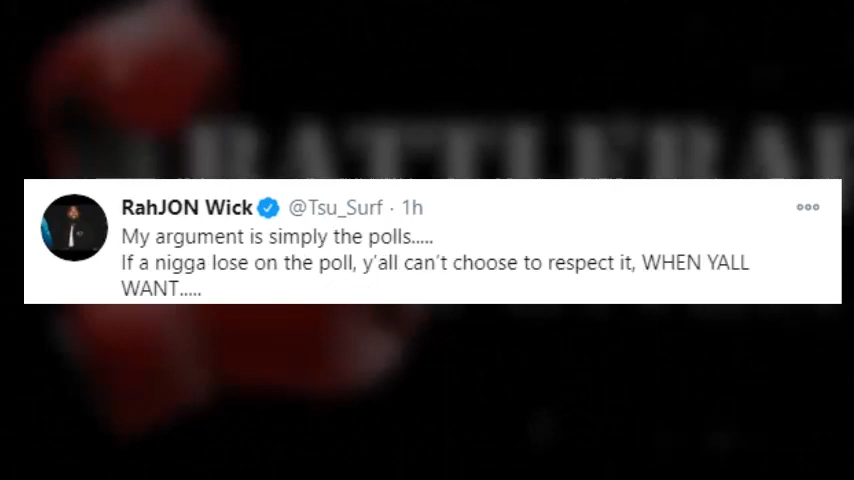 BATTLERAP
RahJON Wick @Tsu_Surf · 1h
My argument is simply the polls.....
If a nigga lose on the poll, y'all can't choose to respect it, WHEN YALL
WANT.....